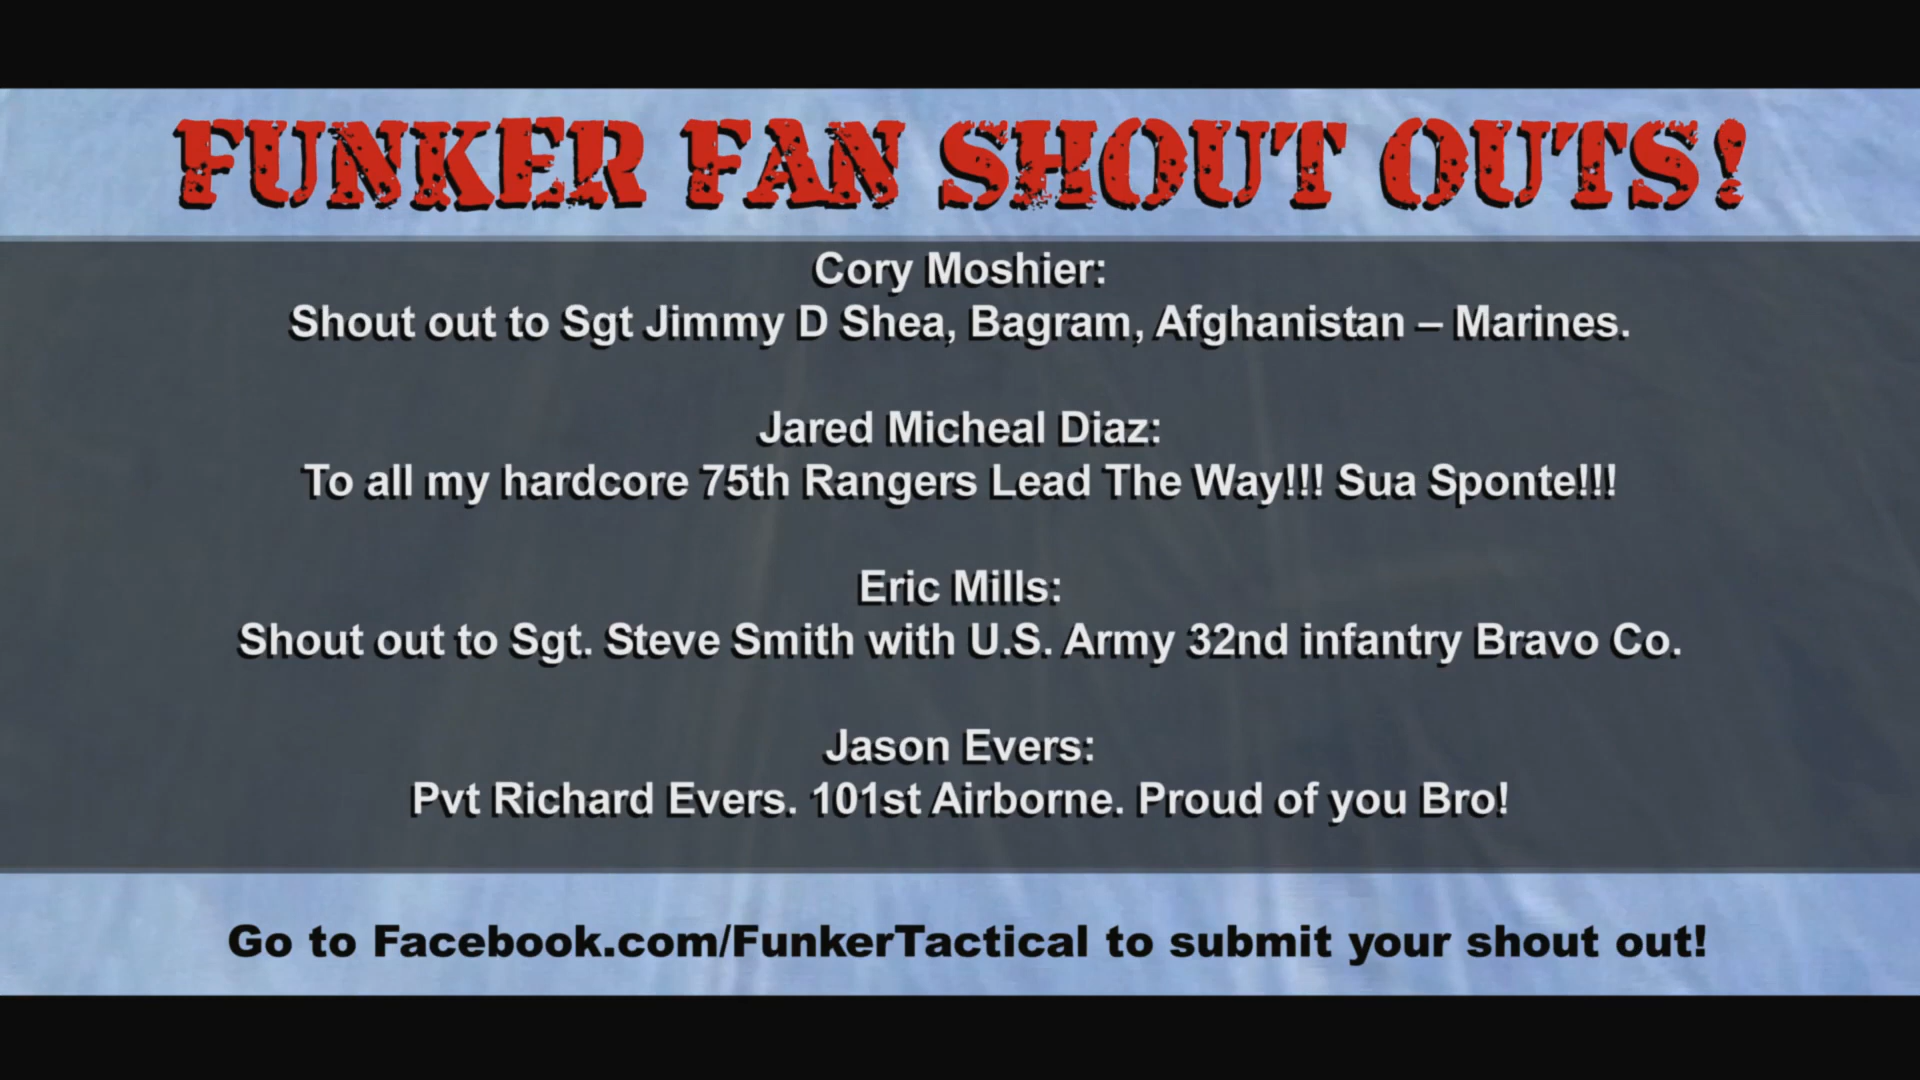 FUNKER FAN SHOUT OUTS!
Cory Moshier:
Shout out to Sgt Jimmy D Shea, Bagram, Afghanistan – Marines.
Jared Micheal Diaz:
To all my hardcore 75th Rangers Lead The Way!!! Sua Sponte!!!
Eric Mills:
Shout out to Sgt. Steve Smith with U.S. Army 32nd infantry Bravo Co.
Jason Evers:
Pvt Richard Evers. 101st Airborne. Proud of you Bro!
Go to Facebook.com/FunkerTactical to submit your shout out!